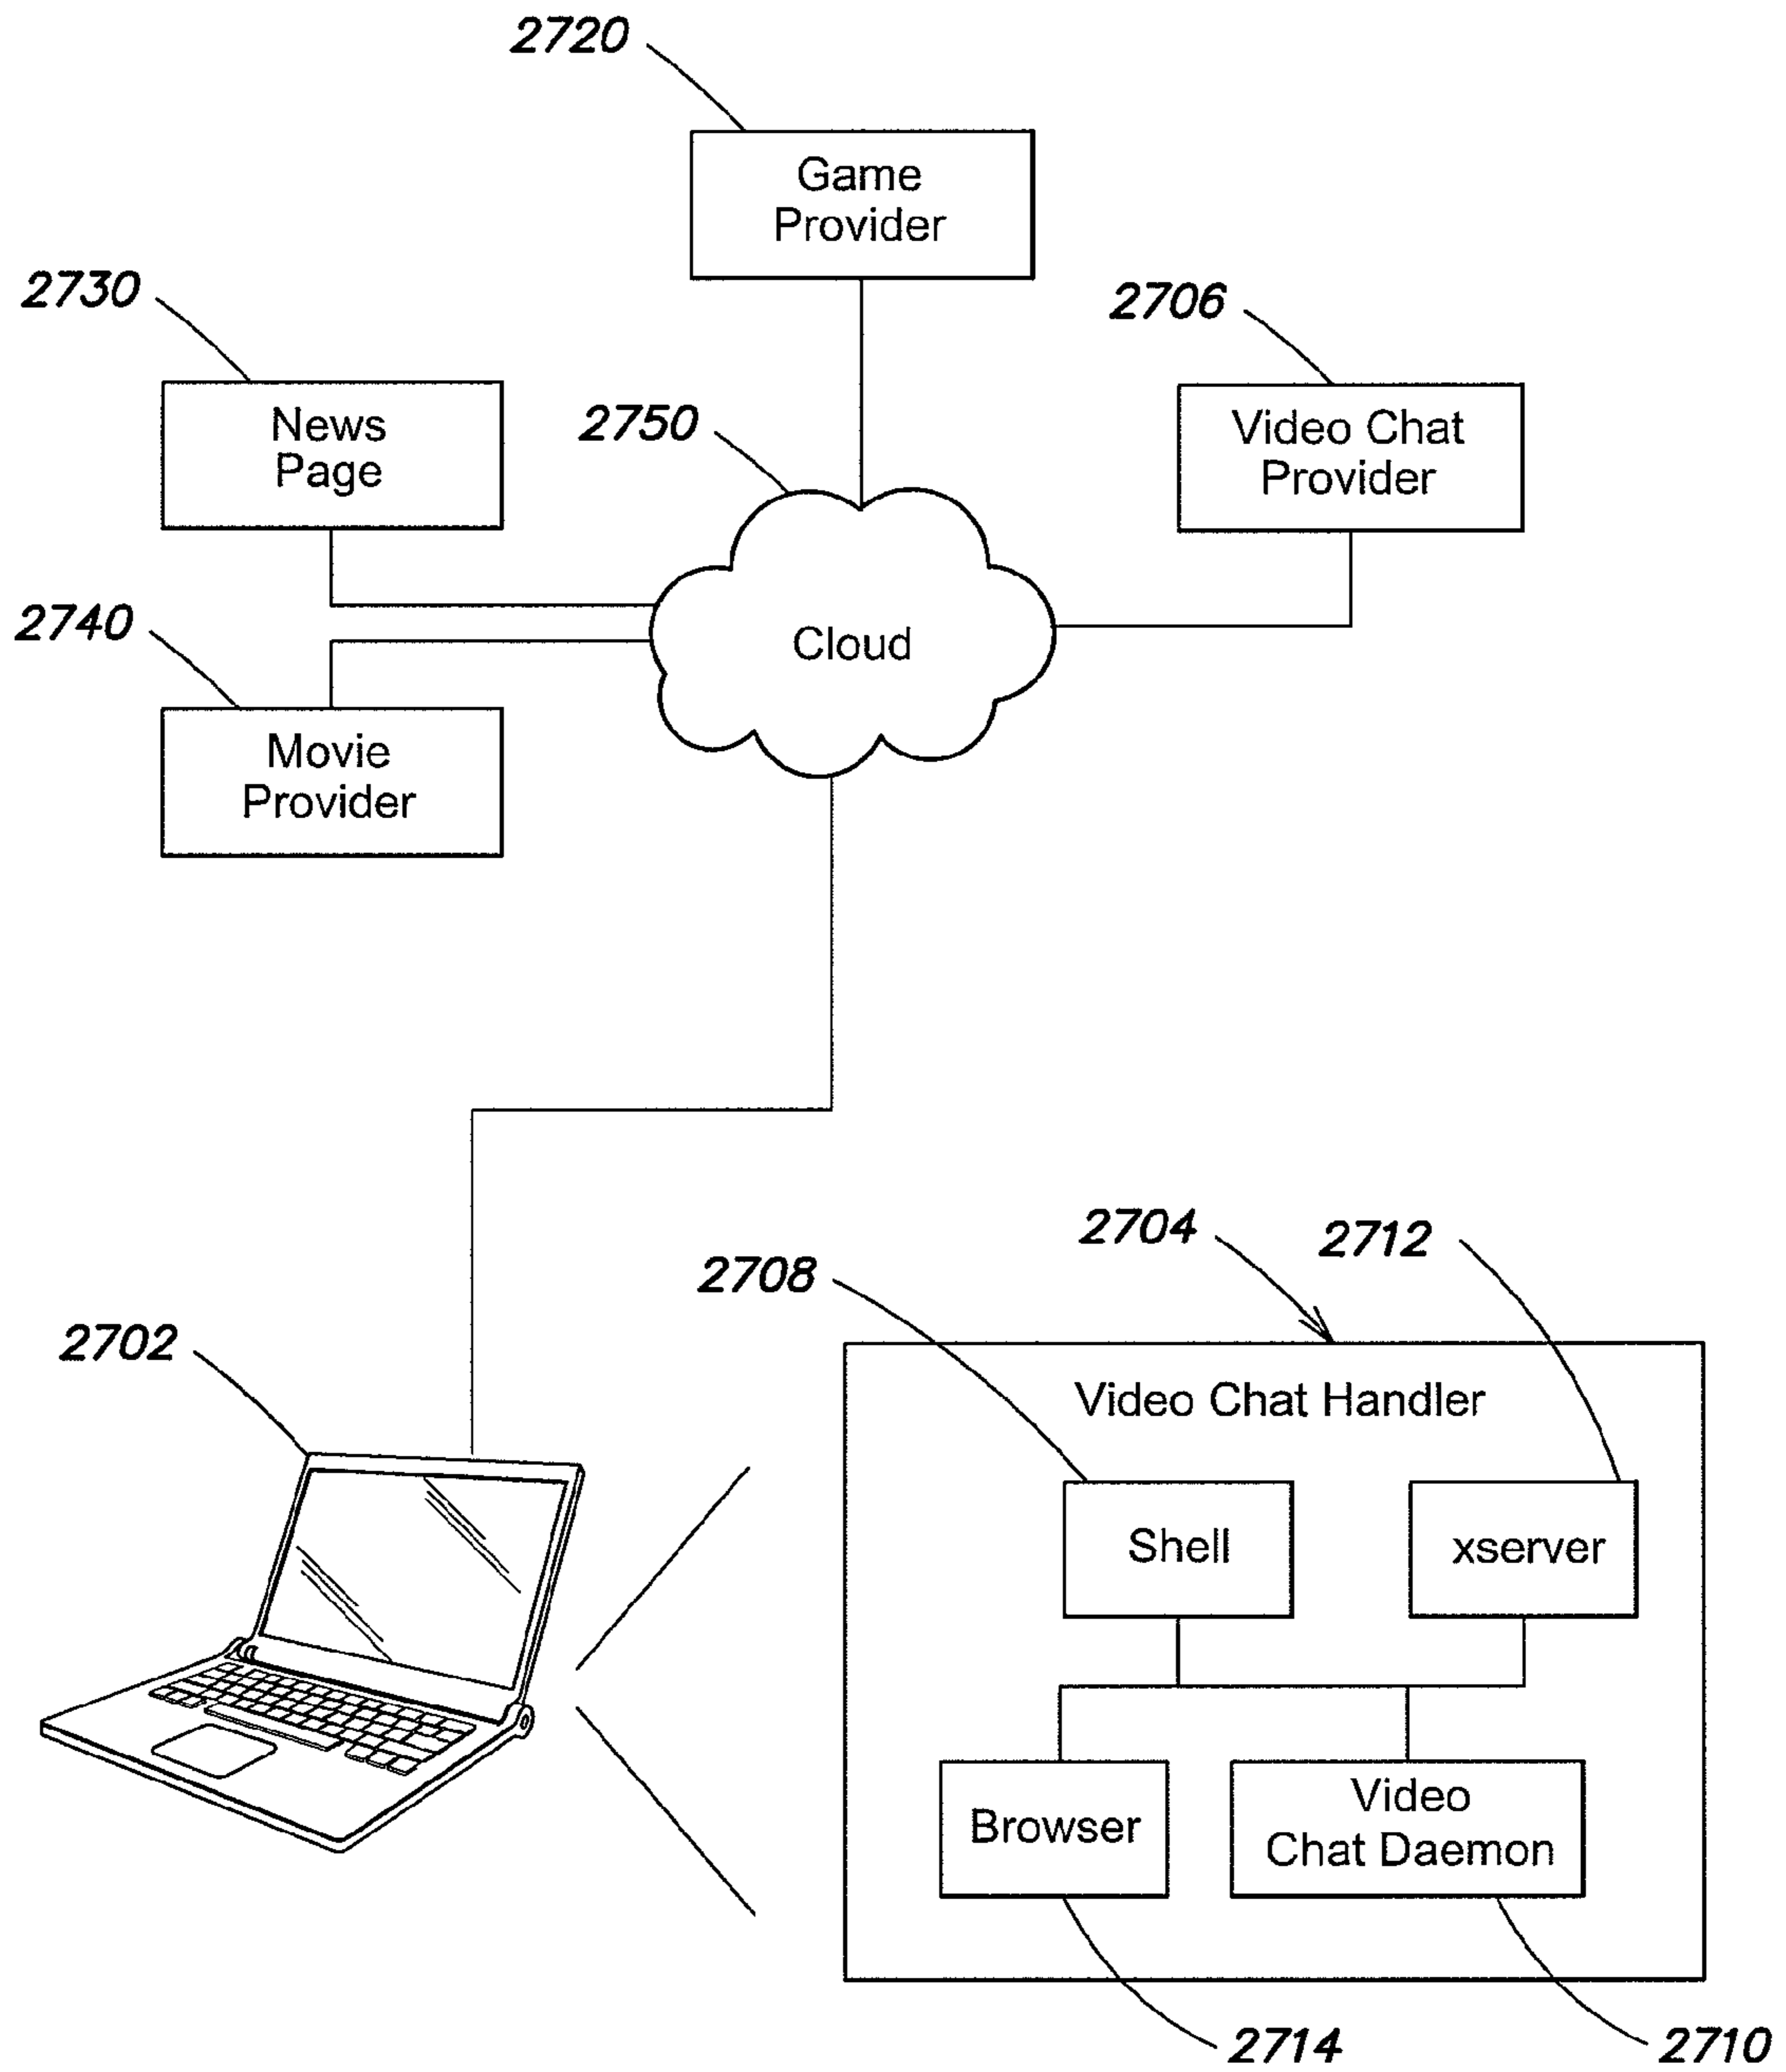 2720
Game
Provider
2730
2706
News
Page
2750
Video Chat
Provider
2740
Cloud
Movie
Provider
2704
2712
2708
2702
Video Chat Handler
Shell
xserver
Browser
Video
Chat Daemon
2714
2710